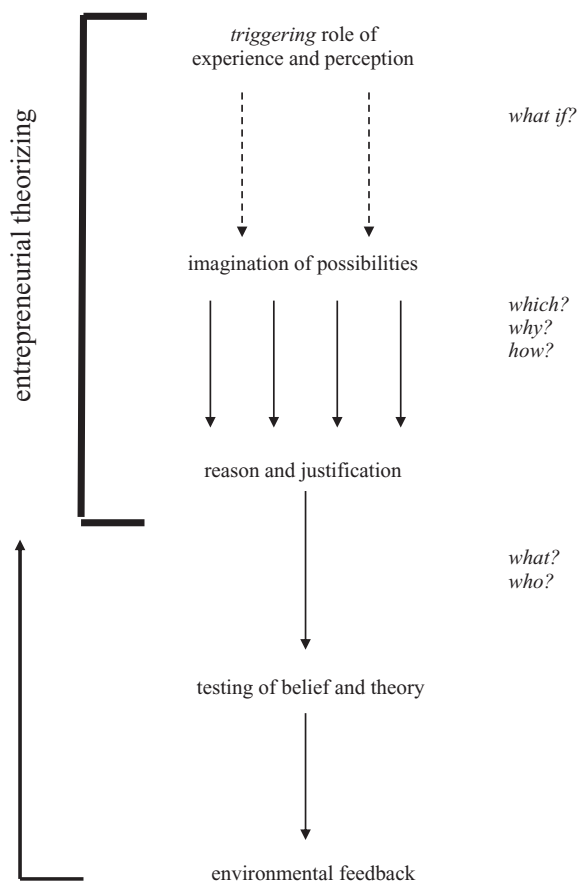 triggering role of
experience and perception
what if?
entrepreneurial theorizing
imagination of possibilities
which?
why?
how?
reason and justification
what?
who?
testing of belief and theory
environmental feedback